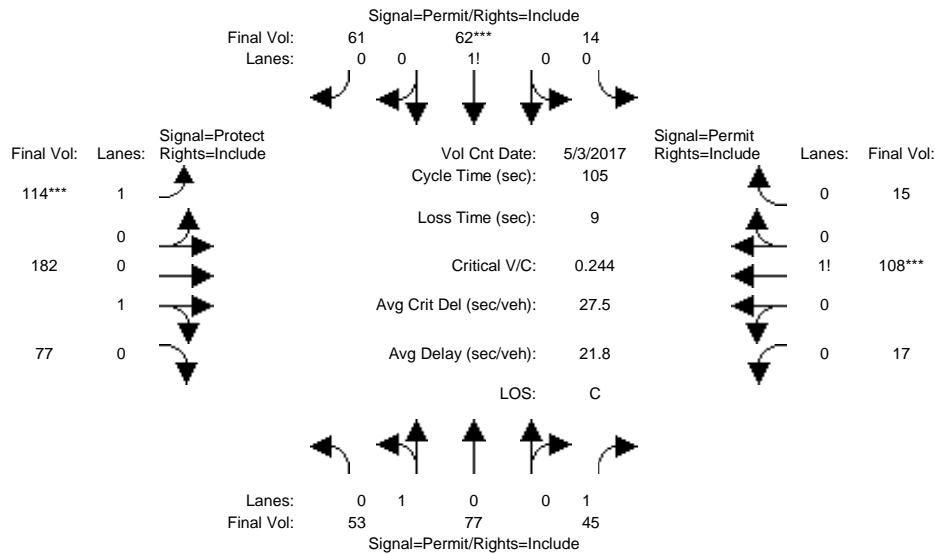 Signal=Permit/Rights=Include
Final Vol: 61 62*** 14
Lanes: 0 0 1! 0 0
Signal=Protect
Final Vol: Lanes: Rights=Include
Vol Cnt Date: 5/3/2017
Signal=Permit
Rights=Include Lanes: Final Vol:
Cycle Time (sec): 105
114*** 1
0 15
Loss Time (sec): 9
0
0
182 0
Critical V/C: 0.244
1! 108***
1
Avg Crit Del (sec/veh): 27.5
0
77 0
Avg Delay (sec/veh): 21.8
0 17
LOS: C
Lanes: 0 1 0 0 1
Final Vol: 53 77 45
Signal=Permit/Rights=Include